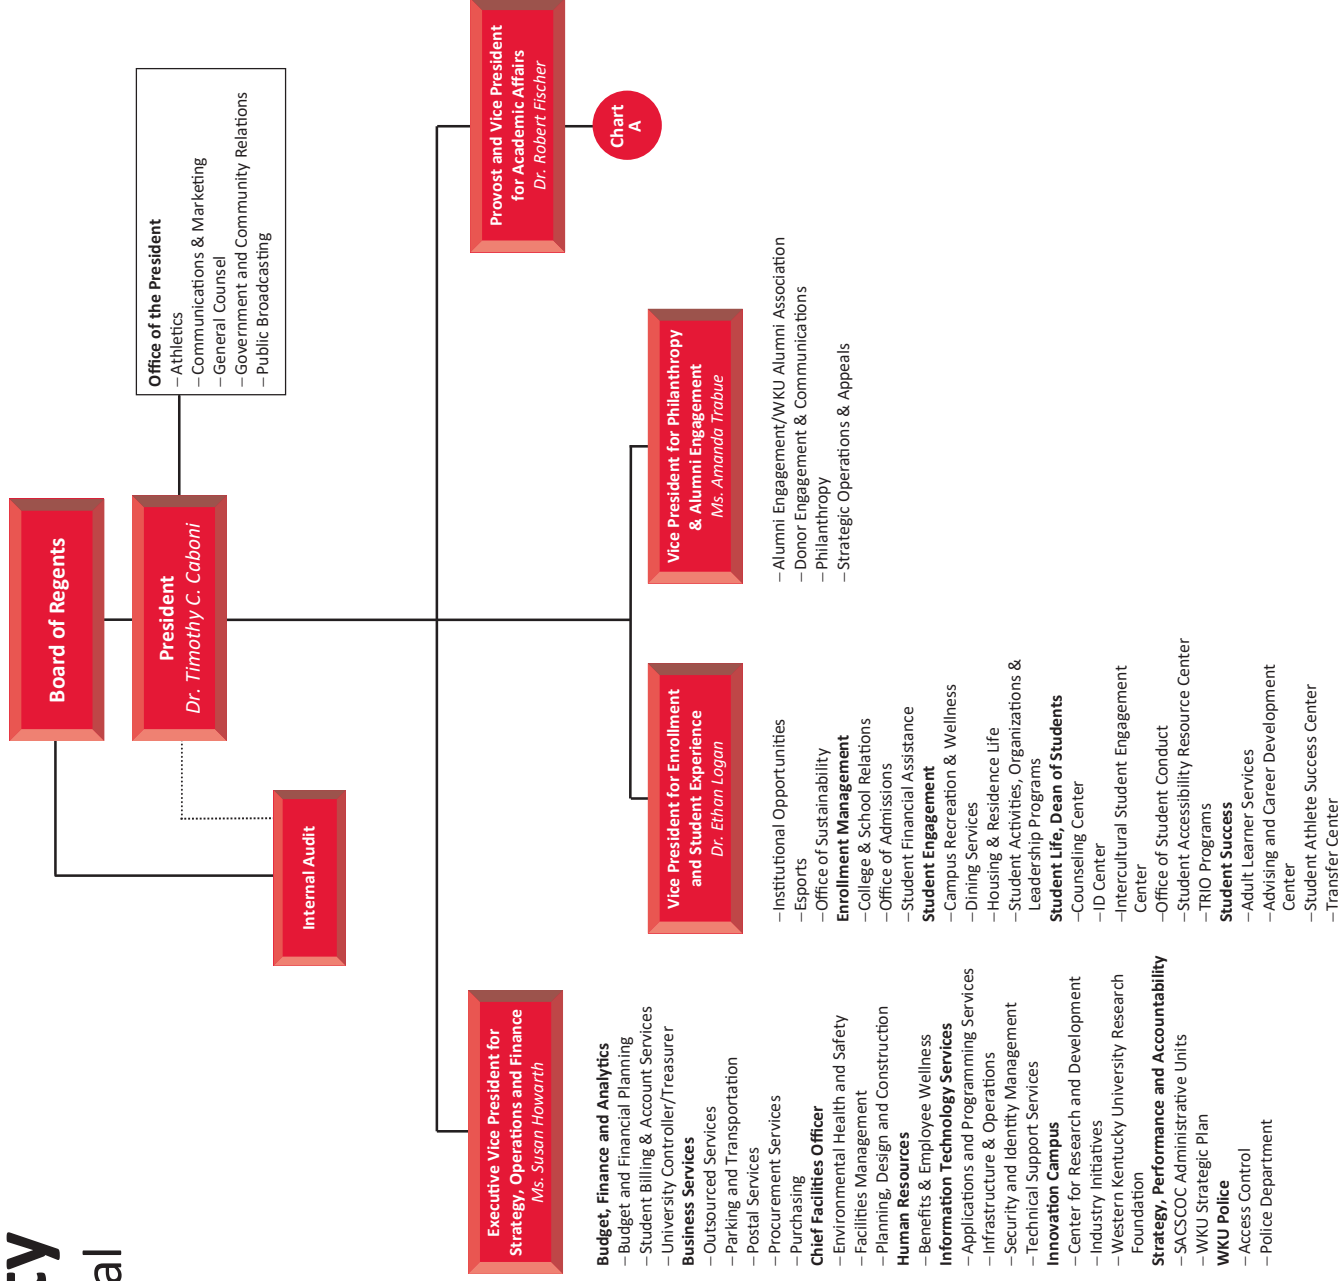 ty
al
Board of Regents
President
Dr. Timothy C. Caboni
Office of the President
–Athletics
–Communications & Marketing
–General Counsel
–Government and Community Relations
–Public Broadcasting
Internal Audit
Executive Vice President for
Strategy, Operations and Finance
Ms. Susan Howarth
Budget, Finance and Analytics
–Budget and Financial Planning
–Student Billing & Account Services
–University Controller/Treasurer
Business Services
–Outsourced Services
–Parking and Transportation
–Postal Services
–Procurement Services
–Purchasing
Chief Facilities Officer
–Environmental Health and Safety
–Facilities Management
–Planning, Design and Construction
Human Resources
–Benefits & Employee Wellness
Information Technology Services
–Applications and Programming Services
–Infrastructure & Operations
–Security and Identity Management
–Technical Support Services
Innovation Campus
–Center for Research and Development
–Industry Initiatives
–Western Kentucky University Research
Foundation
Strategy, Performance and Accountability
–SACSCOC Administrative Units
–WKU Strategic Plan
WKU Police
–Access Control
–Police Department
Vice President for Enrollment
and Student Experience
Dr. Ethan Logan
–Institutional Opportunities
–Esports
–Office of Sustainability
Enrollment Management
–College & School Relations
–Office of Admissions
–Student Financial Assistance
Student Engagement
–Campus Recreation & Wellness
–Dining Services
–Housing & Residence Life
–Student Activities, Organizations &
Leadership Programs
Student Life, Dean of Students
–Counseling Center
–ID Center
–Intercultural Student Engagement
Center
–Office of Student Conduct
–Student Accessibility Resource Center
–TRIO Programs
Student Success
–Adult Learner Services
–Advising and Career Development
Center
–Student Athlete Success Center
–Transfer Center
Vice President for Philanthropy
& Alumni Engagement
Ms. Amanda Trabue
–Alumni Engagement/WKU Alumni Association
–Donor Engagement & Communications
–Philanthropy
–Strategic Operations & Appeals
Provost and Vice President
for Academic Affairs
Dr. Robert Fischer
Chart
A